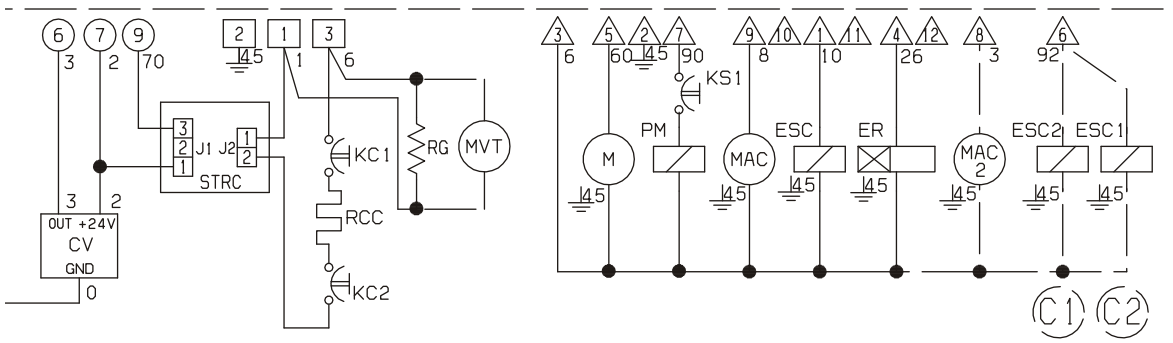 6 7 9 2 1 3 3 5 2 7 9 10 1 11 4 12 8 6
3 2 70 45 1 6 6 60 45 90 8 10 26 3 92
KS1
3 1
2 J1 J2 2
1
STRC
KC1 RG MVT
PM ESC ER ESC2 ESC1
M MAC MAC 2
45 45 45 45 45 45 45
3 2
RCC
OUT +24V
CV
GND
0
KC2
C1 C2